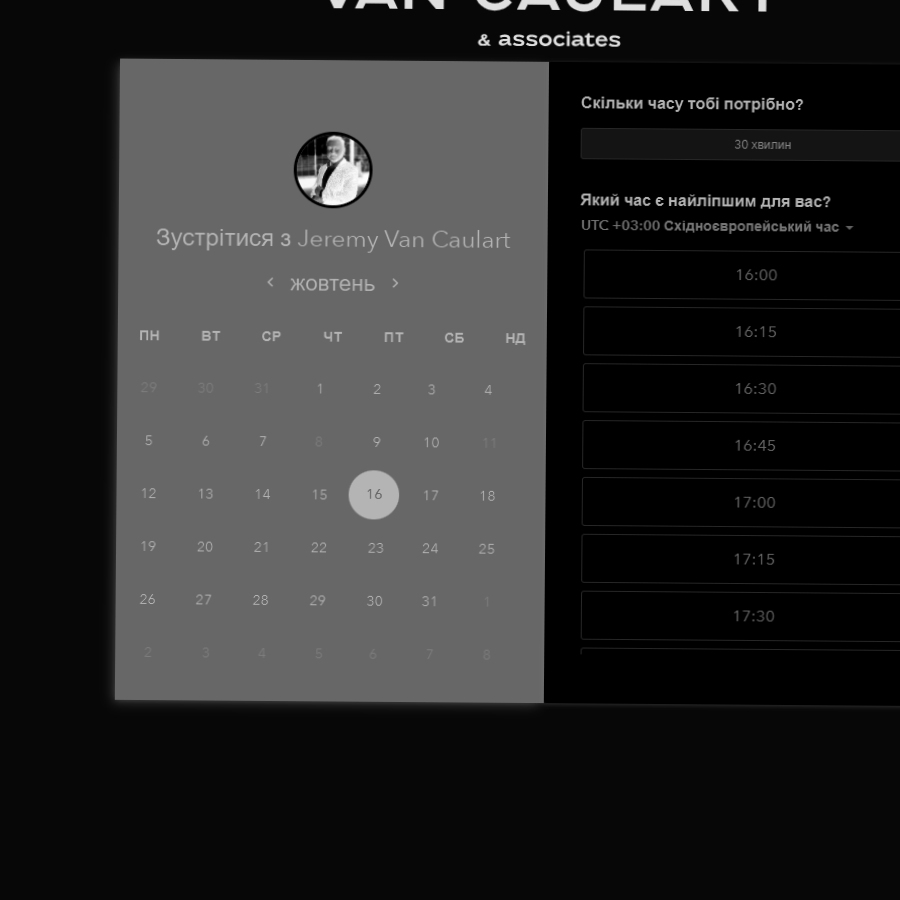 VAN CAULART
& associates
Зустрітися з Jeremy Van Caulart
жовтень
ПН ВТ СР ЧТ ПТ СБ НД
29 30 31 1 2 3 4
5 6 7 8 9 10 11
12 13 14 15 16 17 18
19 20 21 22 23 24 25
26 27 28 29 30 31 1
2 3 4 5 6 7 8
Скільки часу тобі потрібно?
30 хвилин
Який час є найліпшим для вас?
UTC +03:00 Східноєвропейський час
16:00
16:15
16:30
16:45
17:00
17:15
17:30